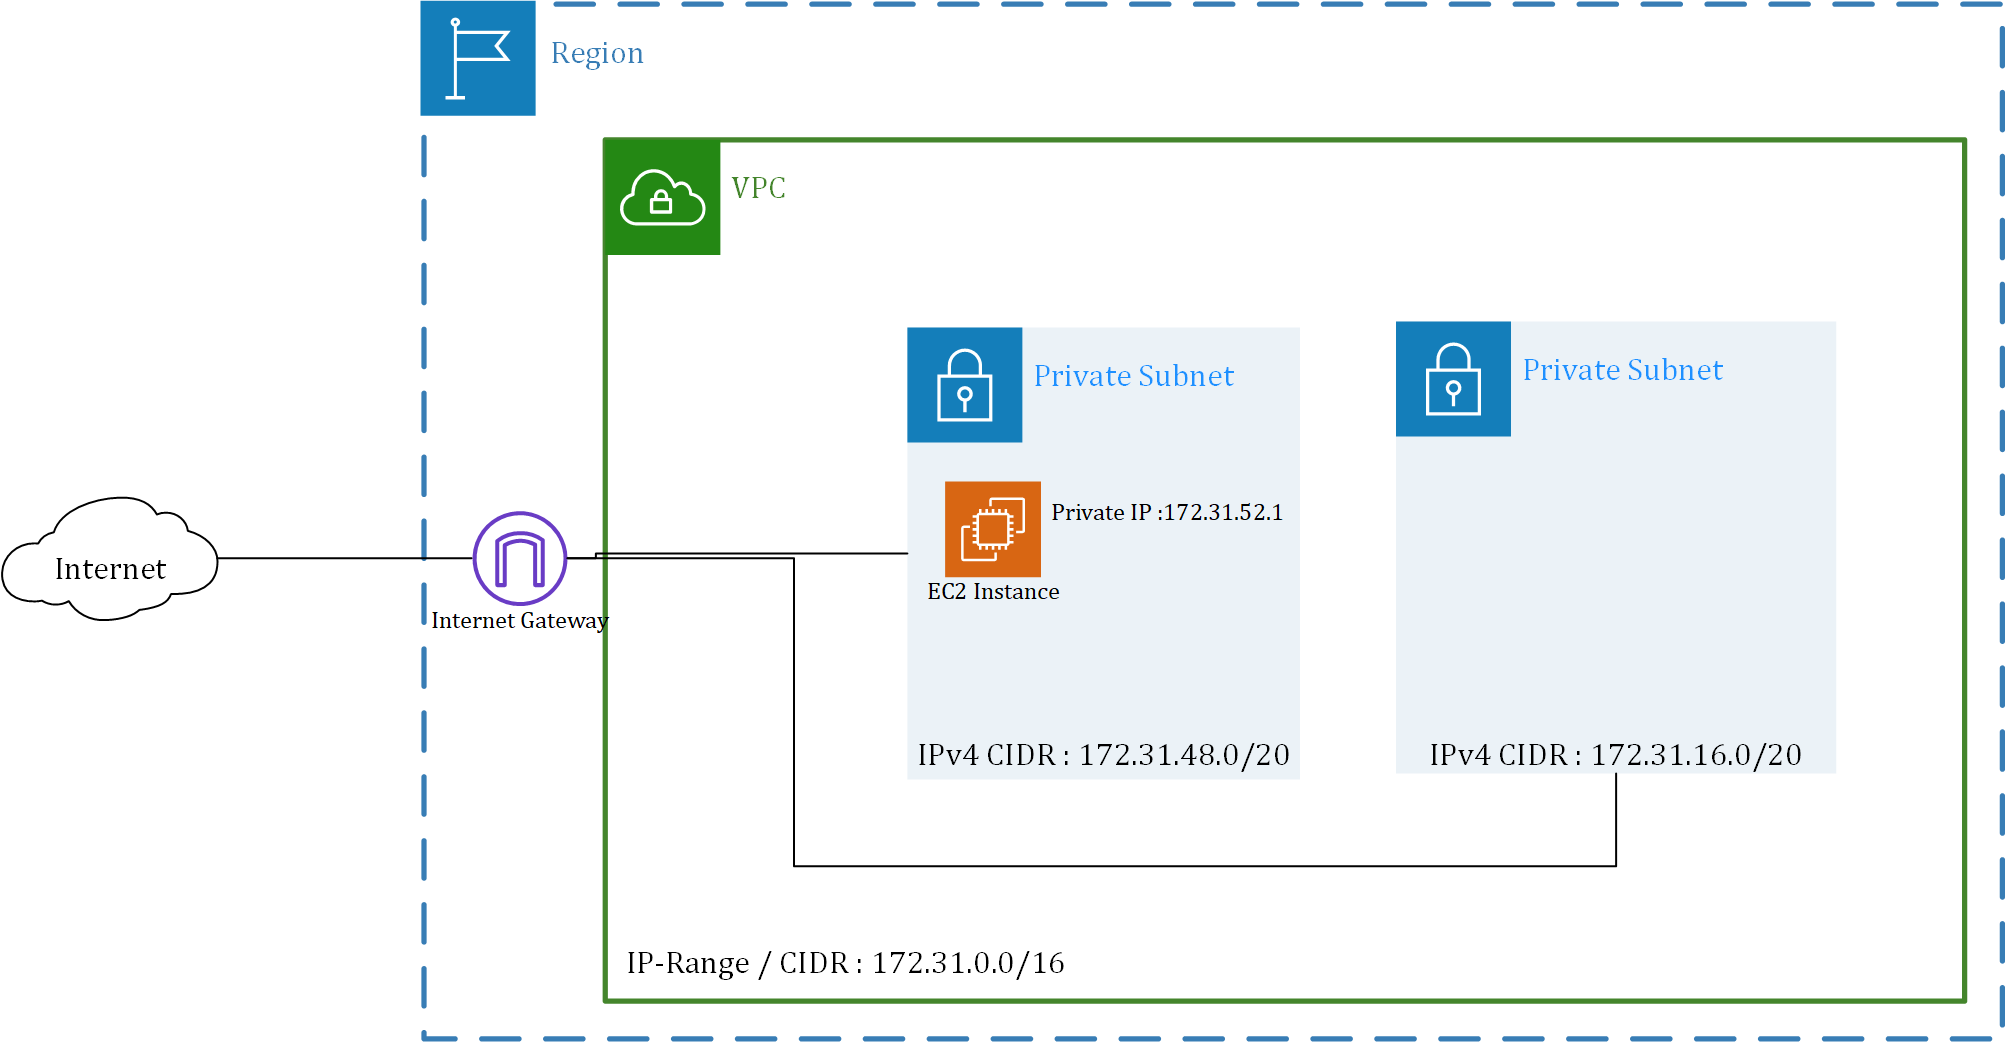 Region
VPC
Private Subnet
Private Subnet
Private IP :172.31.52.1
Internet
EC2 Instance
Internet Gateway
IPv4 CIDR : 172.31.48.0/20
IPv4 CIDR : 172.31.16.0/20
IP-Range / CIDR : 172.31.0.0/16